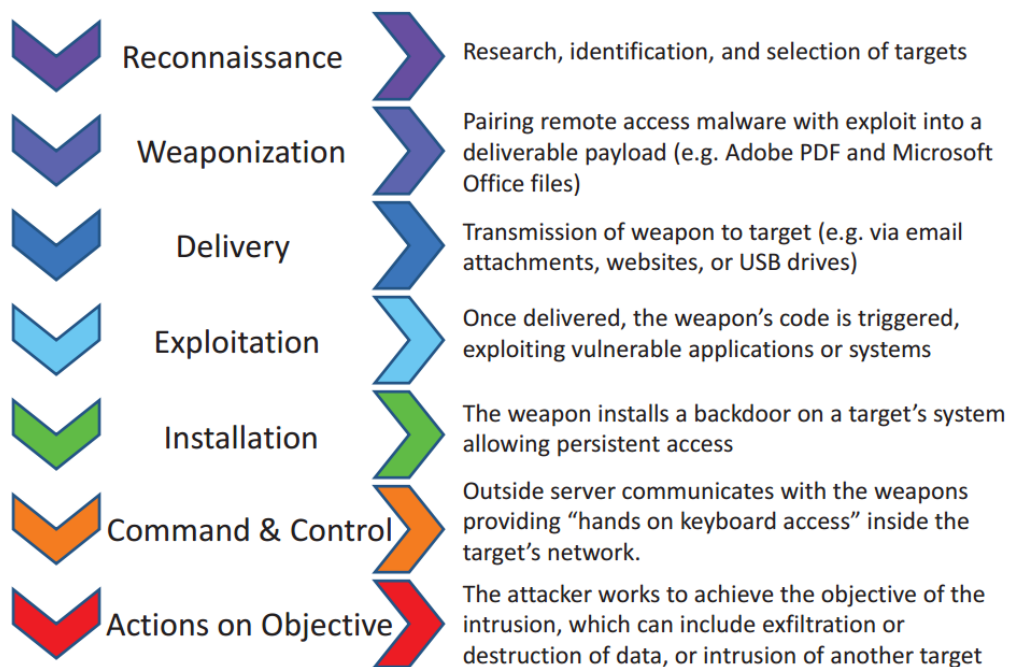 Reconnaissance
Research, identification, and selection of targets
Weaponization
Pairing remote access malware with exploit into a
deliverable payload (e.g. Adobe PDF and Microsoft
Office files)
Delivery
Transmission of weapon to target (e.g. via email
attachments, websites, or USB drives)
Exploitation
Once delivered, the weapon’s code is triggered,
exploiting vulnerable applications or systems
Installation
The weapon installs a backdoor on a target’s system
allowing persistent access
Command & Control
Outside server communicates with the weapons
providing “hands on keyboard access” inside the
target’s network.
Actions on Objective
The attacker works to achieve the objective of the
intrusion, which can include exfiltration or
destruction of data, or intrusion of another target